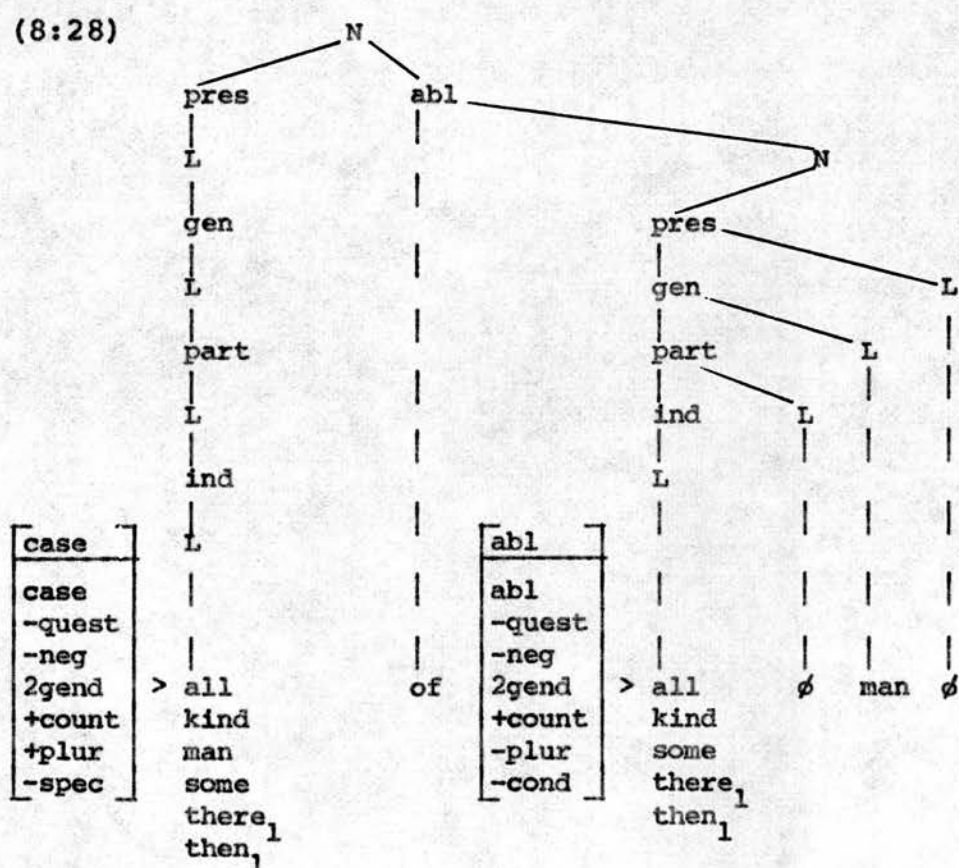 (8:28) N
pres abl
L N
gen pres
L gen L
part part L
L ind L
ind L
case L abl
case abl
-quest -quest
-neg -neg
2gend > all of 2gend > all ø man ø
+count kind +count kind
+plur man -plur some
-spec some -cond there₁
there₁ then₁
then₁